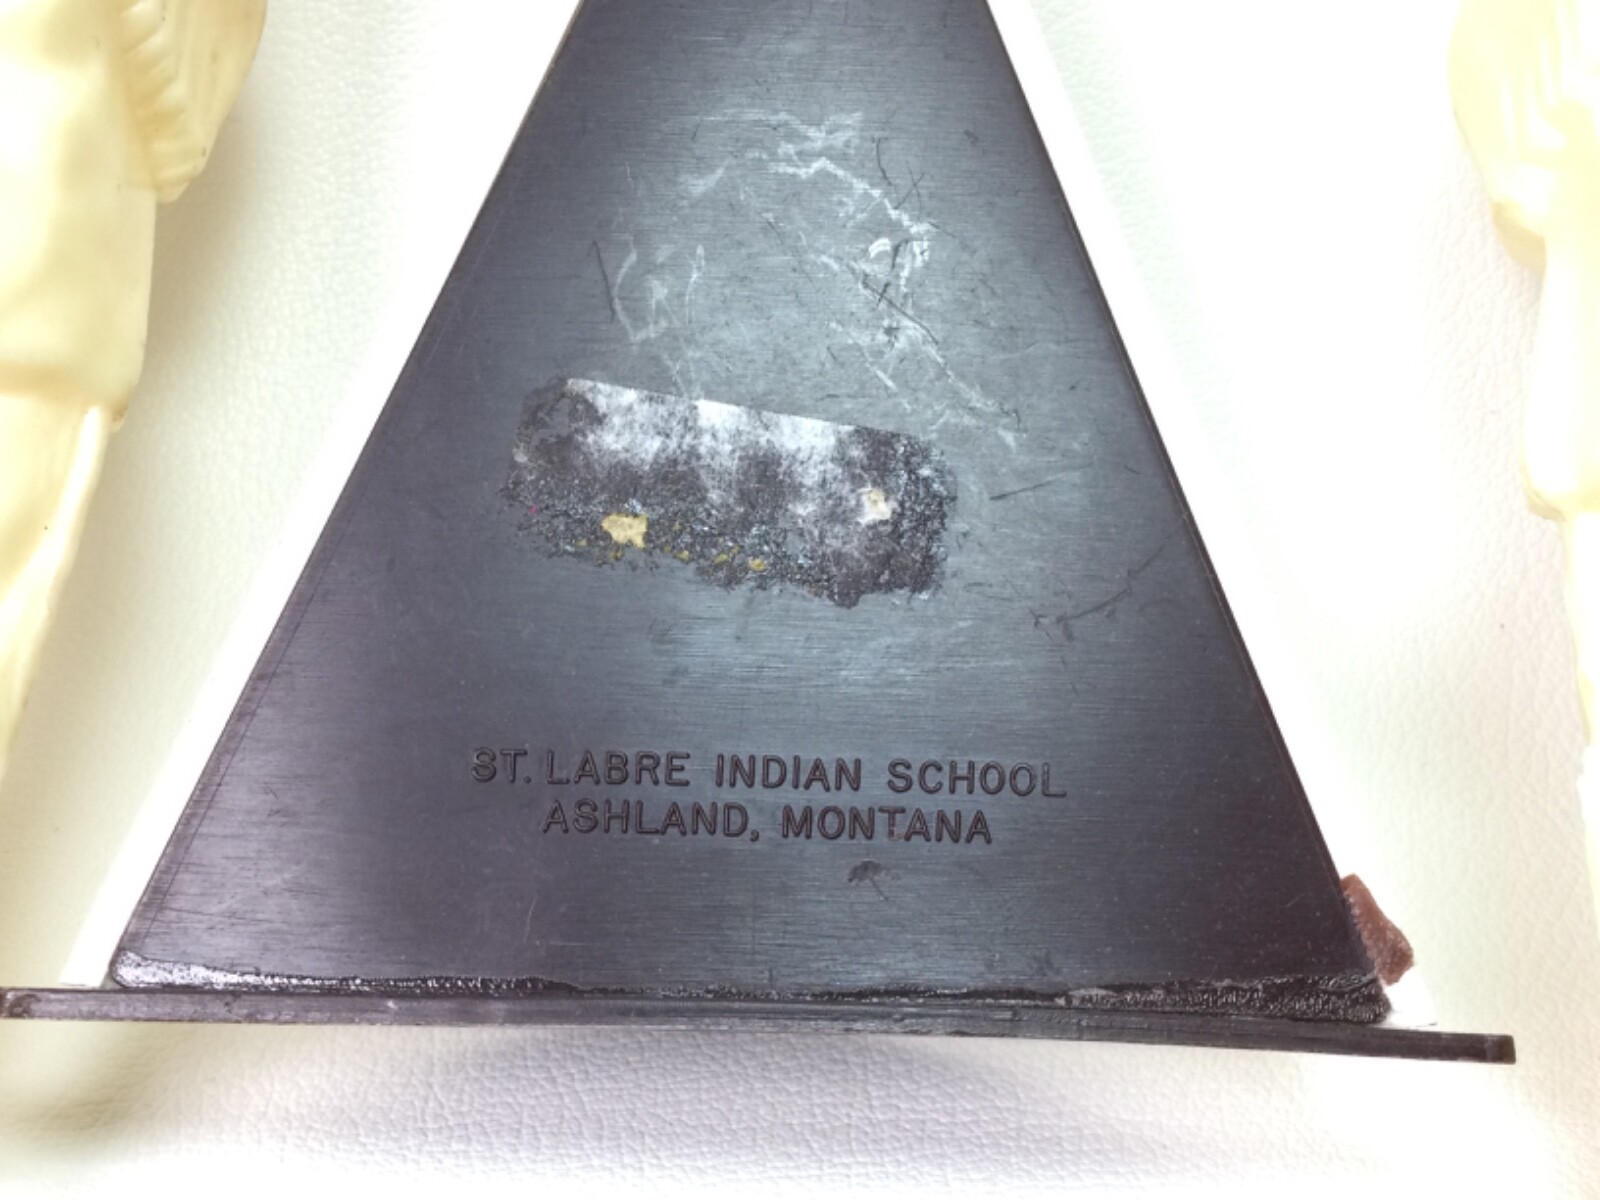 ST. LABRE INDIAN SCHOOL
ASHLAND, MONTANA